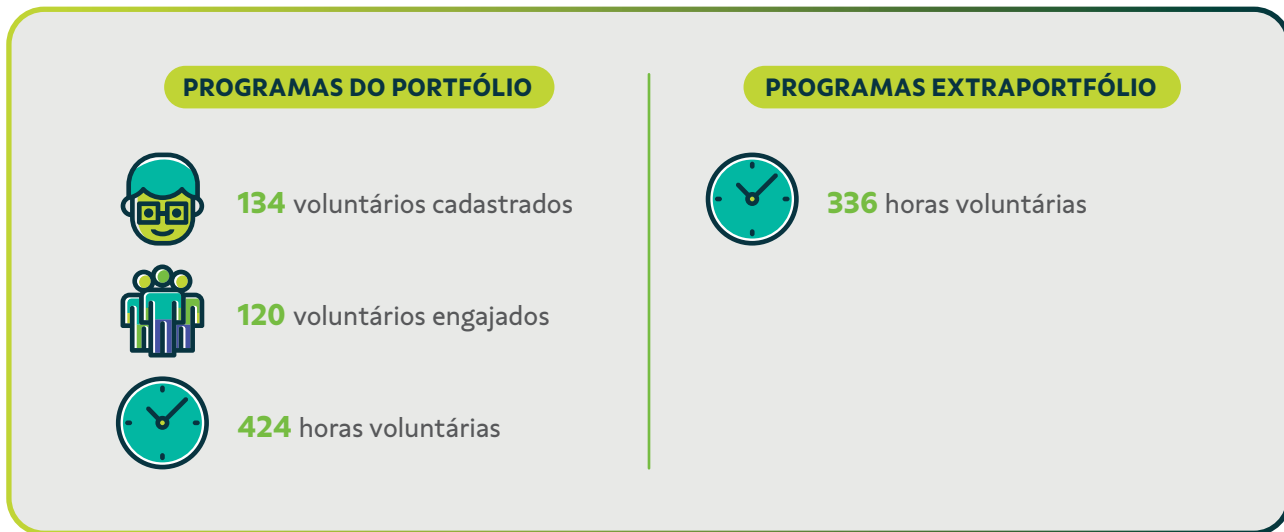 PROGRAMAS DO PORTFÓLIO
134 voluntários cadastrados
120 voluntários engajados
424 horas voluntárias
PROGRAMAS EXTRAPORTFÓLIO
336 horas voluntárias